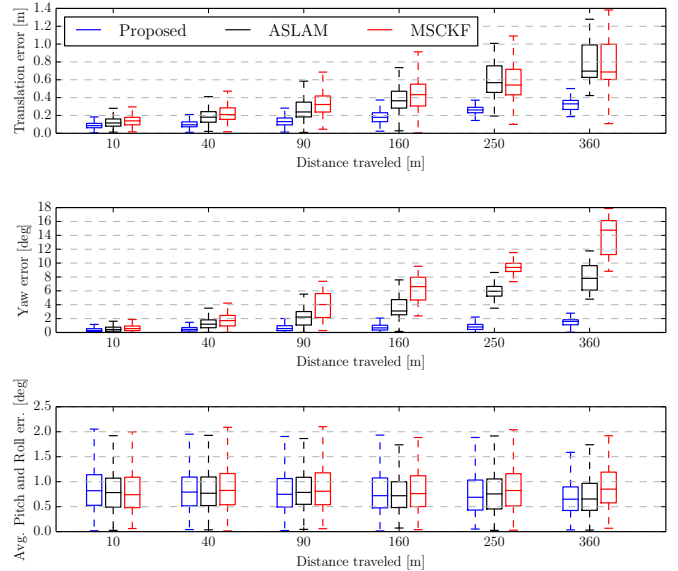 1.4
1.2
1.0
0.8
0.6
0.4
0.2
0.0
Translation error [m]
Proposed ASLAM MSCKF
10 40 90 160 250 360
Distance traveled [m]
18
16
14
12
10
8
6
4
2
0
Yaw error [deg]
10 40 90 160 250 360
Distance traveled [m]
2.5
2.0
1.5
1.0
0.5
0.0
Avg. Pitch and Roll err. [deg]
10 40 90 160 250 360
Distance traveled [m]